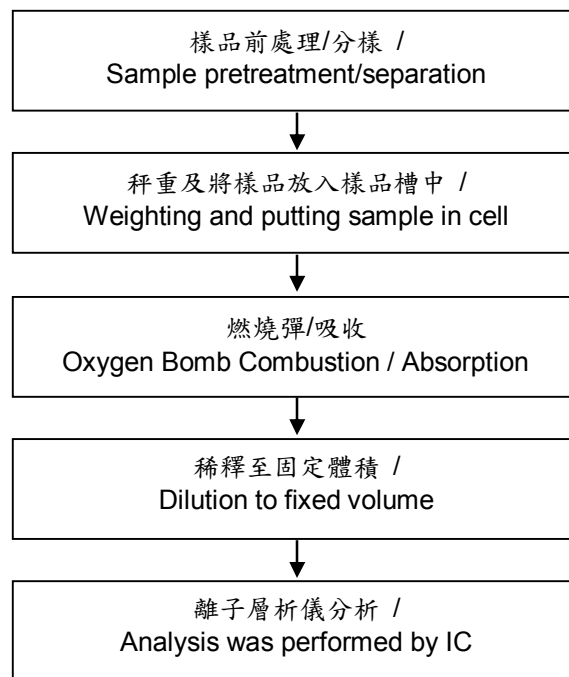 樣品前處理/分樣 /
Sample pretreatment/separation
秤重及將樣品放入樣品槽中 /
Weighting and putting sample in cell
燃燒彈/吸收
Oxygen Bomb Combustion / Absorption
稀釋至固定體積 /
Dilution to fixed volume
離子層析儀分析 /
Analysis was performed by IC